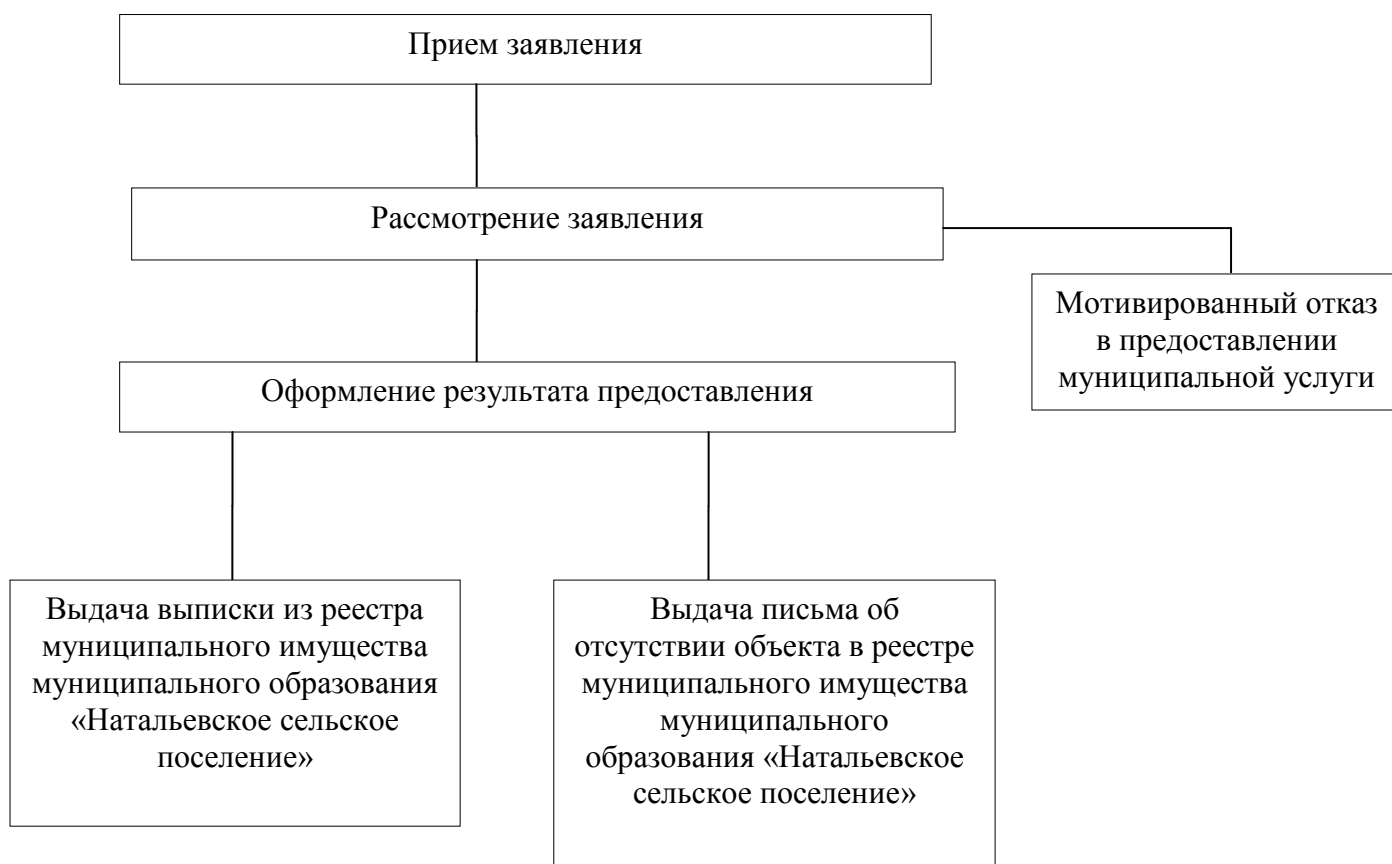 Прием заявления
Рассмотрение заявления
Мотивированный отказ
в предоставлении
муниципальной услуги
Оформление результата предоставления
Выдача выписки из реестра
муниципального имущества
муниципального образования
«Натальевское сельское
поселение»
Выдача письма об
отсутствии объекта в реестре
муниципального имущества
муниципального
образования «Натальевское
сельское поселение»